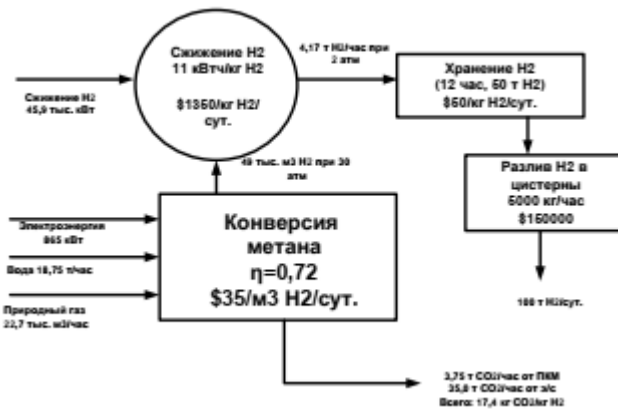 Сжижение H2
11 кВтч/кг H2
$1350/кг H2/
сут.
4,17 т H2/час при
2 атм
Хранение H2
(12 час, 50 т H2)
$50/кг H2/сут.
Сжижение H2
45,9 тыс. кВт
49 тыс. м3 H2 при 30
атм
Разлив H2 в
цистерны
5000 кг/час
$150000
Конверсия
метана
η=0,72
$35/м3 H2/сут.
Электроэнергия
865 кВт
Вода 18,75 т/час
Природный газ
22,7 тыс. м3/час
100 т H2/сут.
3,75 т CO2/час от ПКМ
35,8 т CO2/час от э/с
Всего: 17,4 кг CO2/кг H2